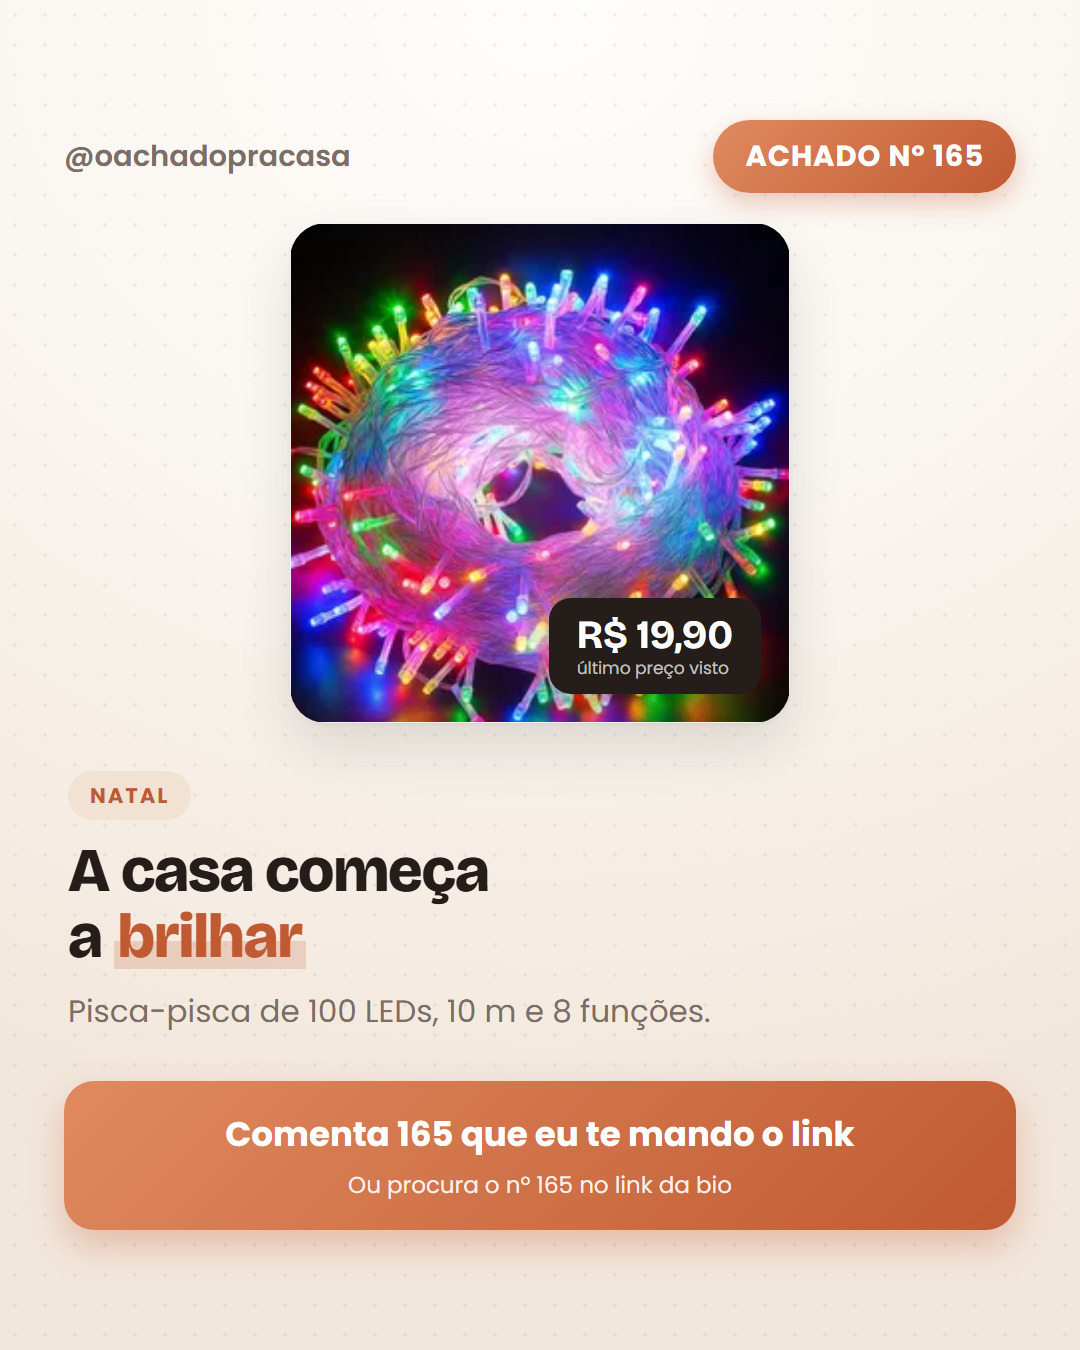 @oachadopracasa
ACHADO Nº 165
R$ 19,90
último preço visto
NATAL
A casa começa
a brilhar
Pisca-pisca de 100 LEDs, 10 m e 8 funções.
Comenta 165 que eu te mando o link
Ou procura o nº 165 no link da bio